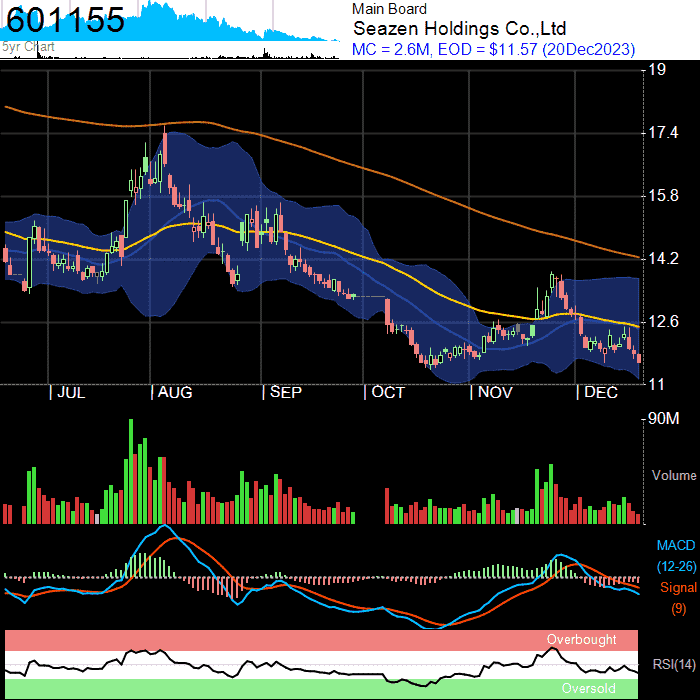 601155
5yr Chart
Main Board
Seazen Holdings Co.,Ltd
MC = 2.6M, EOD = $11.57 (20Dec2023)
19
17.4
15.8
14.2
12.6
11
JUL AUG SEP OCT NOV DEC
90M
Volume
MACD
(12-26)
Signal
(9)
Overbought
RSI(14)
Oversold